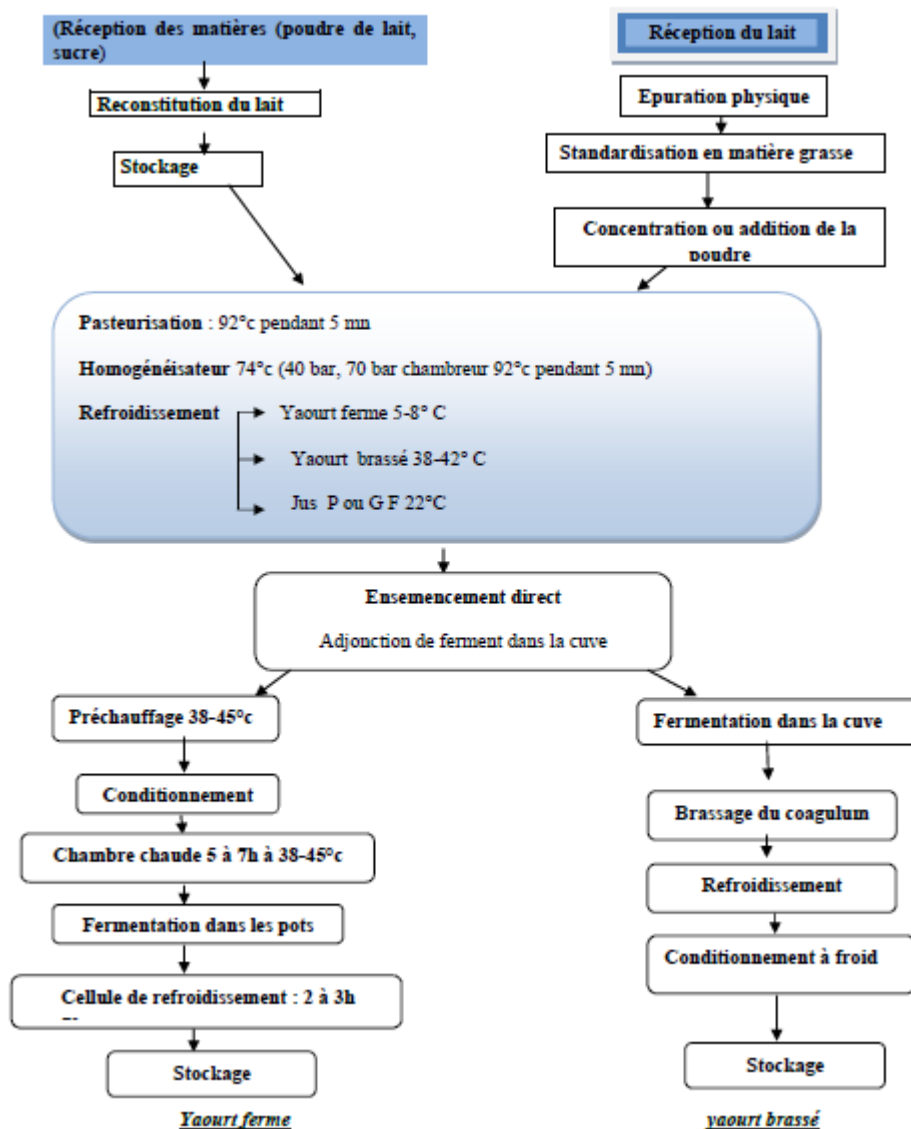 (Réception des matières (poudre de lait,
sucre)
Reconstitution du lait
Stockage
Réception du lait
Epuration physique
Standardisation en matière grasse
Concentration ou addition de la
poudre
Pasteurisation : 92°c pendant 5 mn
Homogénéisateur 74°c (40 bar, 70 bar chambreur 92°c pendant 5 mn)
Refroidissement
Yaourt ferme 5-8° C
Yaourt brassé 38-42° C
Jus P ou G F 22°C
Ensemencement direct
Adjonction de ferment dans la cuve
Préchauffage 38-45°c
Conditionnement
Chambre chaude 5 à 7h à 38-45°c
Fermentation dans les pots
Cellule de refroidissement : 2 à 3h
Stockage
Yaourt ferme
Fermentation dans la cuve
Brassage du coagulum
Refroidissement
Conditionnement à froid
Stockage
yaourt brassé